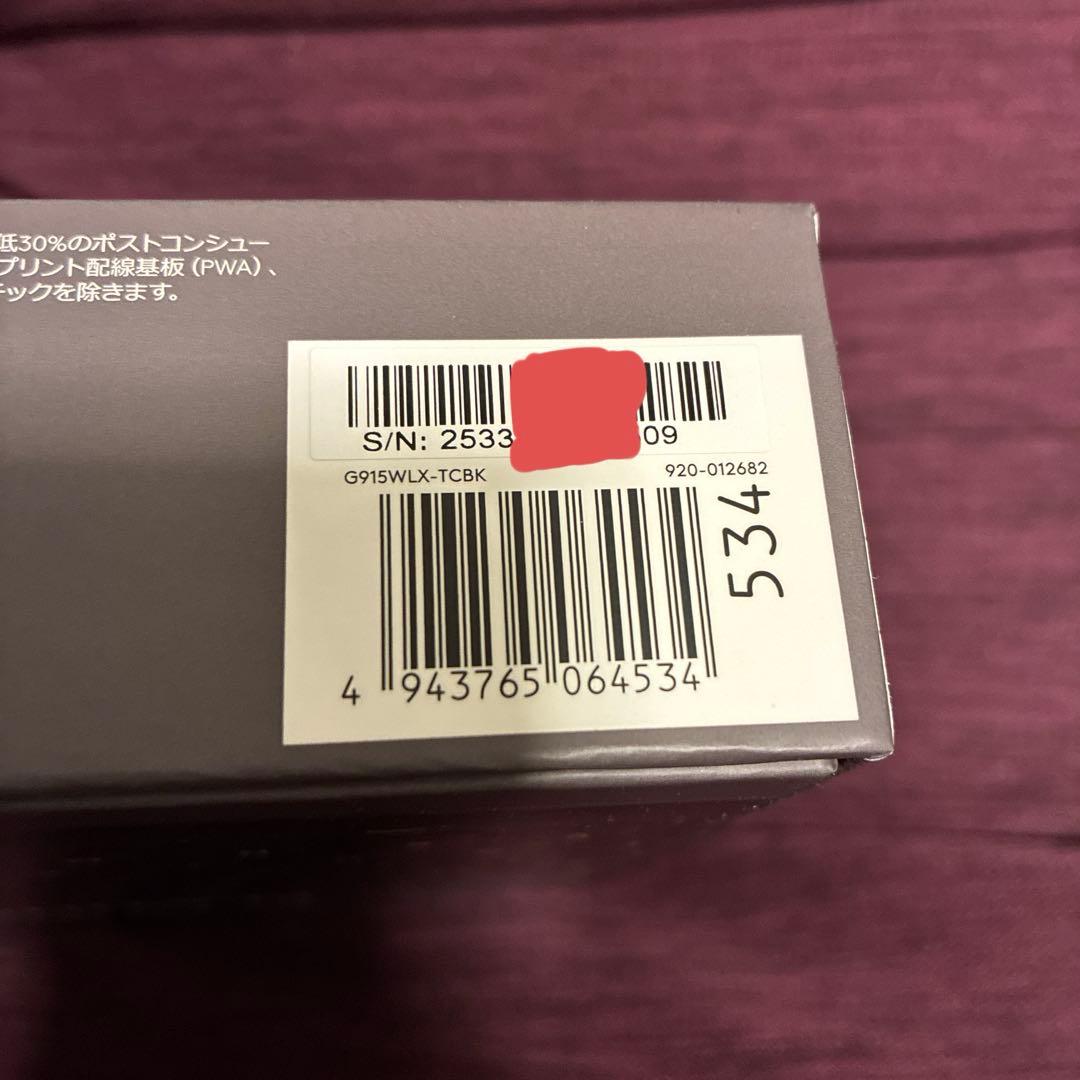 低30%のポストコンシュー
プリント配線基板（PWA）、
チックを除きます。
S/N: 2533 609
G915WLX-TCBK 920-012682
534
4 943765 064534